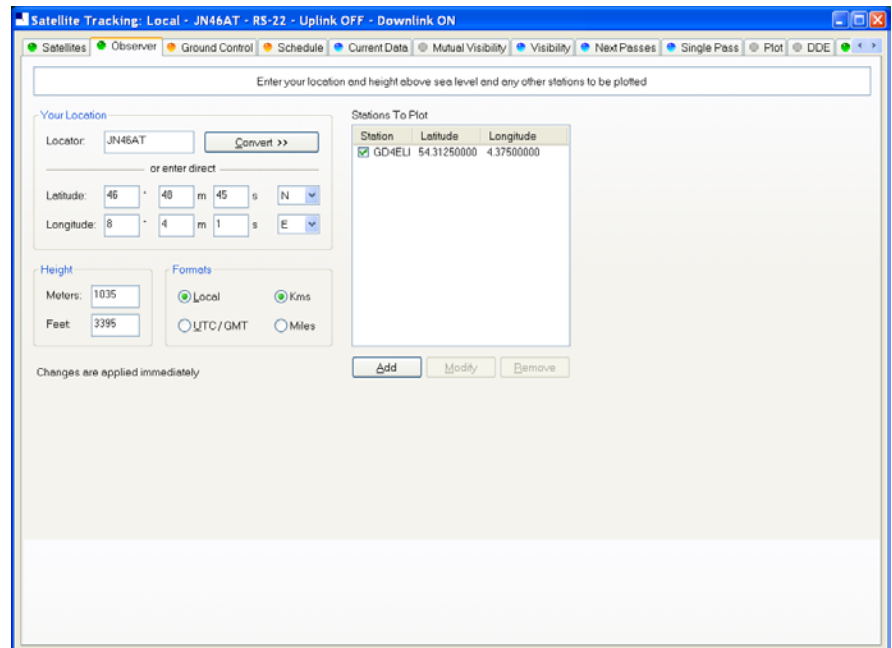 Satellite Tracking: Local - JN46AT - RS-22 - Uplink OFF - Downlink ON
Satellites Observer Ground Control Schedule Current Data Mutual Visibility Visibility Next Passes Single Pass Plot DDE
Enter your location and height above sea level and any other stations to be plotted
Your Location
Locator: JN46AT Convert >>
or enter direct
Latitude: 46 ° 48 m 45 s N
Longitude: 8 ° 4 m 1 s E
Height
Meters: 1035
Feet: 3395
Formats
Local Kms
UTC/GMT Miles
Changes are applied immediately
Stations To Plot
Station Latitude Longitude
GD4ELI 54.31250000 4.37500000
Add Modify Remove